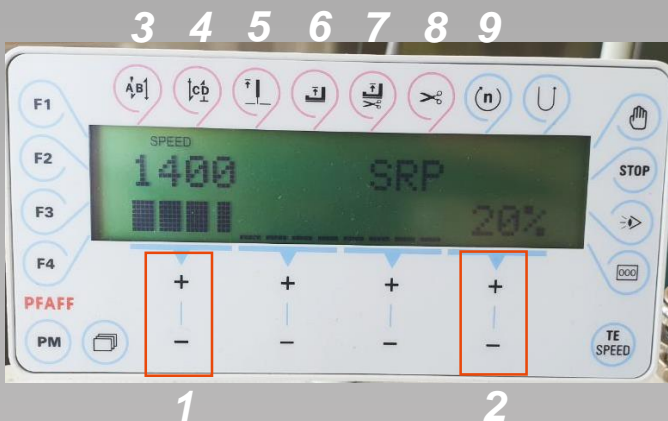 3 4 5 6 7 8 9
F1
A B C D
n
F2
SPEED
STOP
1400 SRP
F3
20%
F4
000
+ + + +
PFAFF
PM − − − −
TE
SPEED
1 2